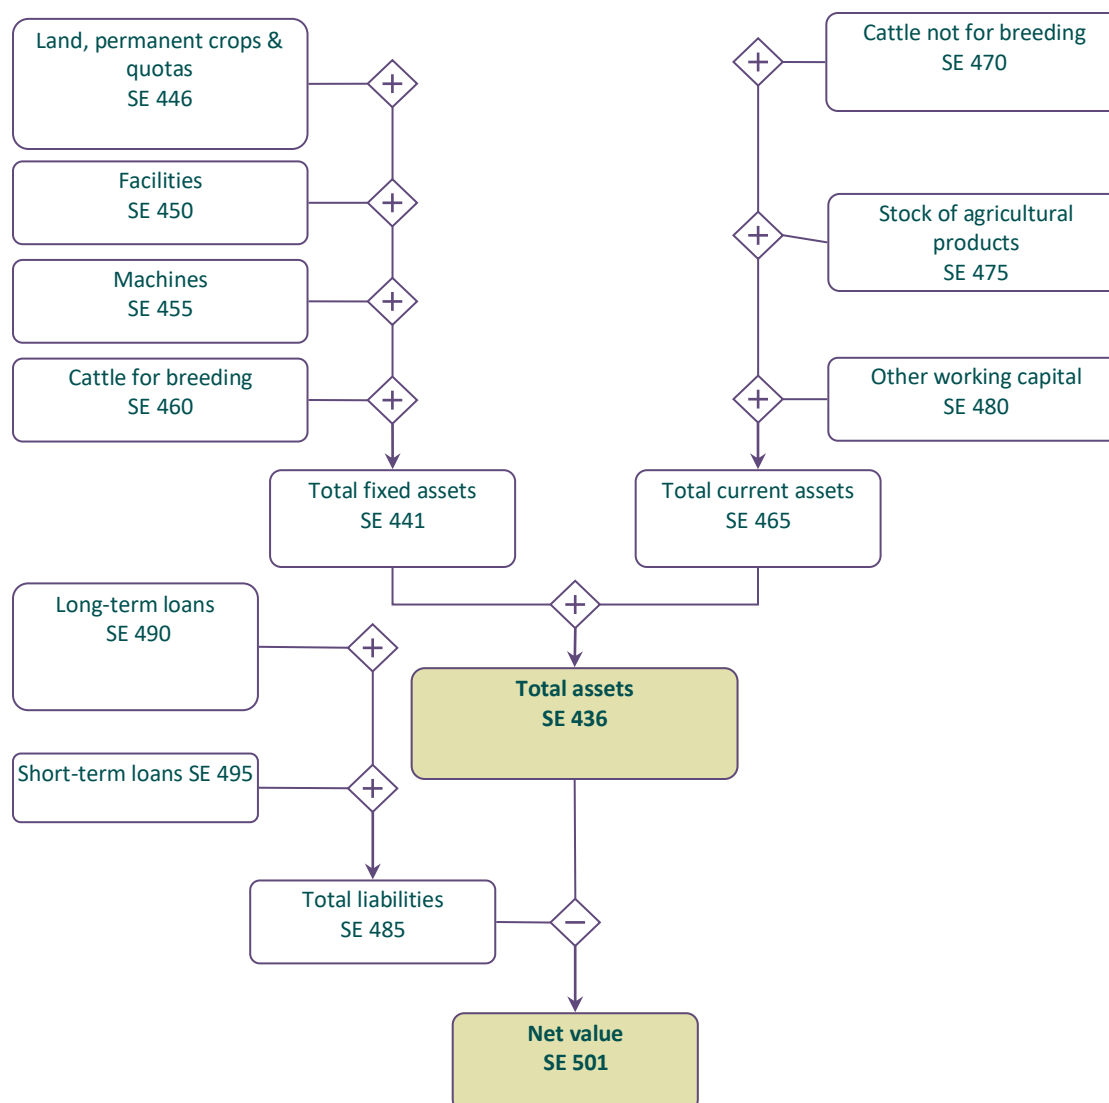 Land, permanent crops &
quotas
SE 446
Facilities
SE 450
Machines
SE 455
Cattle for breeding
SE 460
Cattle not for breeding
SE 470
Stock of agricultural
products
SE 475
Other working capital
SE 480
Total fixed assets
SE 441
Total current assets
SE 465
+
+
+
+
+
+
+
+
Long-term loans
SE 490
+
Total assets
SE 436
Short-term loans SE 495
+
Total liabilities
SE 485
−
Net value
SE 501